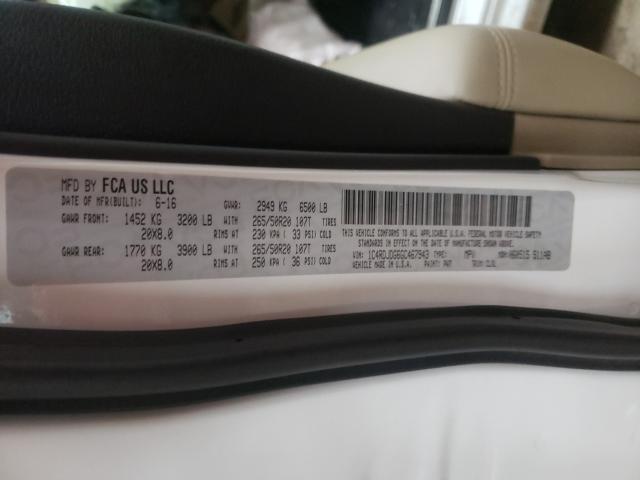 MFD BY FCA US LLC
DATE OF MFR(BUILT): 6-16 GVWR: 2949 KG 6500 LB
GAWR FRONT: 1452 KG 3200 LB WITH 265/50R20 107T TIRES
20X8.0 RIMS AT 230 KPA ( 33 PSI) COLD
GAWR REAR: 1770 KG 3900 LB WITH 265/50R20 107T TIRES
20X8.0 RIMS AT 250 KPA ( 36 PSI) COLD
THIS VEHICLE CONFORMS TO ALL APPLICABLE U.S.A. FEDERAL MOTOR VEHICLE SAFETY
STANDARDS IN EFFECT ON THE DATE OF MANUFACTURE SHOWN ABOVE.
VIN: TYPE: MPV MDH:
VEHICLE MADE IN U.S.A. PAINT: TRIM: